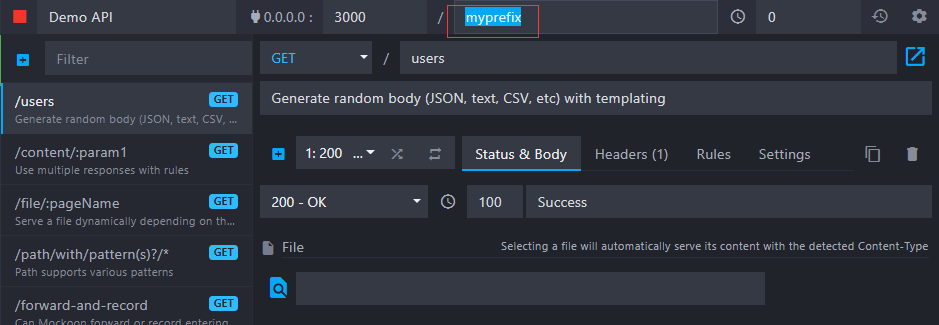 Demo API 0.0.0.0 : 3000 / myprefix 0
Filter
GET / users
Generate random body (JSON, text, CSV, etc) with templating
/users GET
Generate random body (JSON, text, CSV, ...
/content/:param1 GET
Use multiple responses with rules
/file/:pageName GET
Serve a file dynamically depending on th...
/path/with/pattern(s)?/* GET
Path supports various patterns
/forward-and-record GET
Can Mockoon forward or record entering
1: 200 ... Status & Body Headers (1) Rules Settings
200 - OK 100 Success
File Selecting a file will automatically serve its content with the detected Content-Type